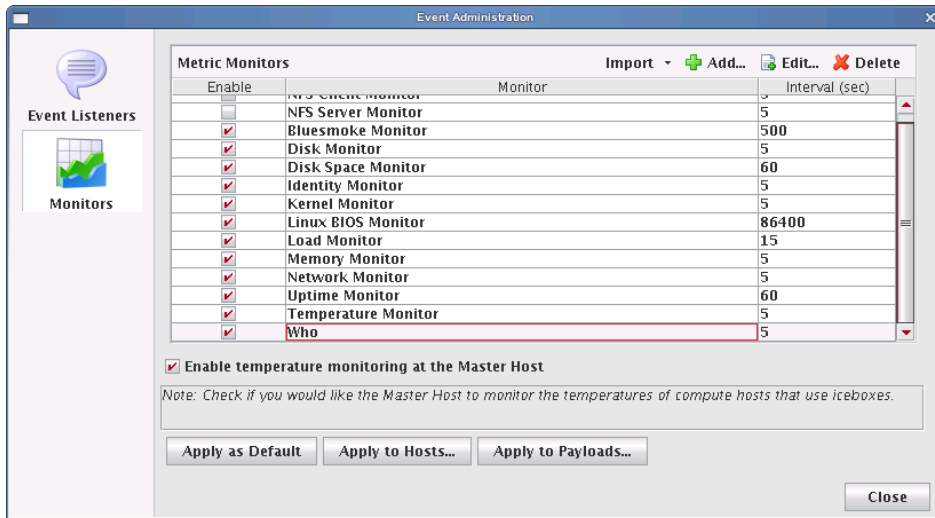 Event Administration
Event Listeners
Monitors
Metric Monitors Import Add... Edit... Delete
Enable Monitor Interval (sec)
NFS Client Monitor 5
NFS Server Monitor 5
Bluesmoke Monitor 500
Disk Monitor 5
Disk Space Monitor 60
Identity Monitor 5
Kernel Monitor 5
Linux BIOS Monitor 86400
Load Monitor 15
Memory Monitor 5
Network Monitor 5
Uptime Monitor 60
Temperature Monitor 5
Who 5
Enable temperature monitoring at the Master Host
Note: Check if you would like the Master Host to monitor the temperatures of compute hosts that use iceboxes.
Apply as Default Apply to Hosts... Apply to Payloads...
Close